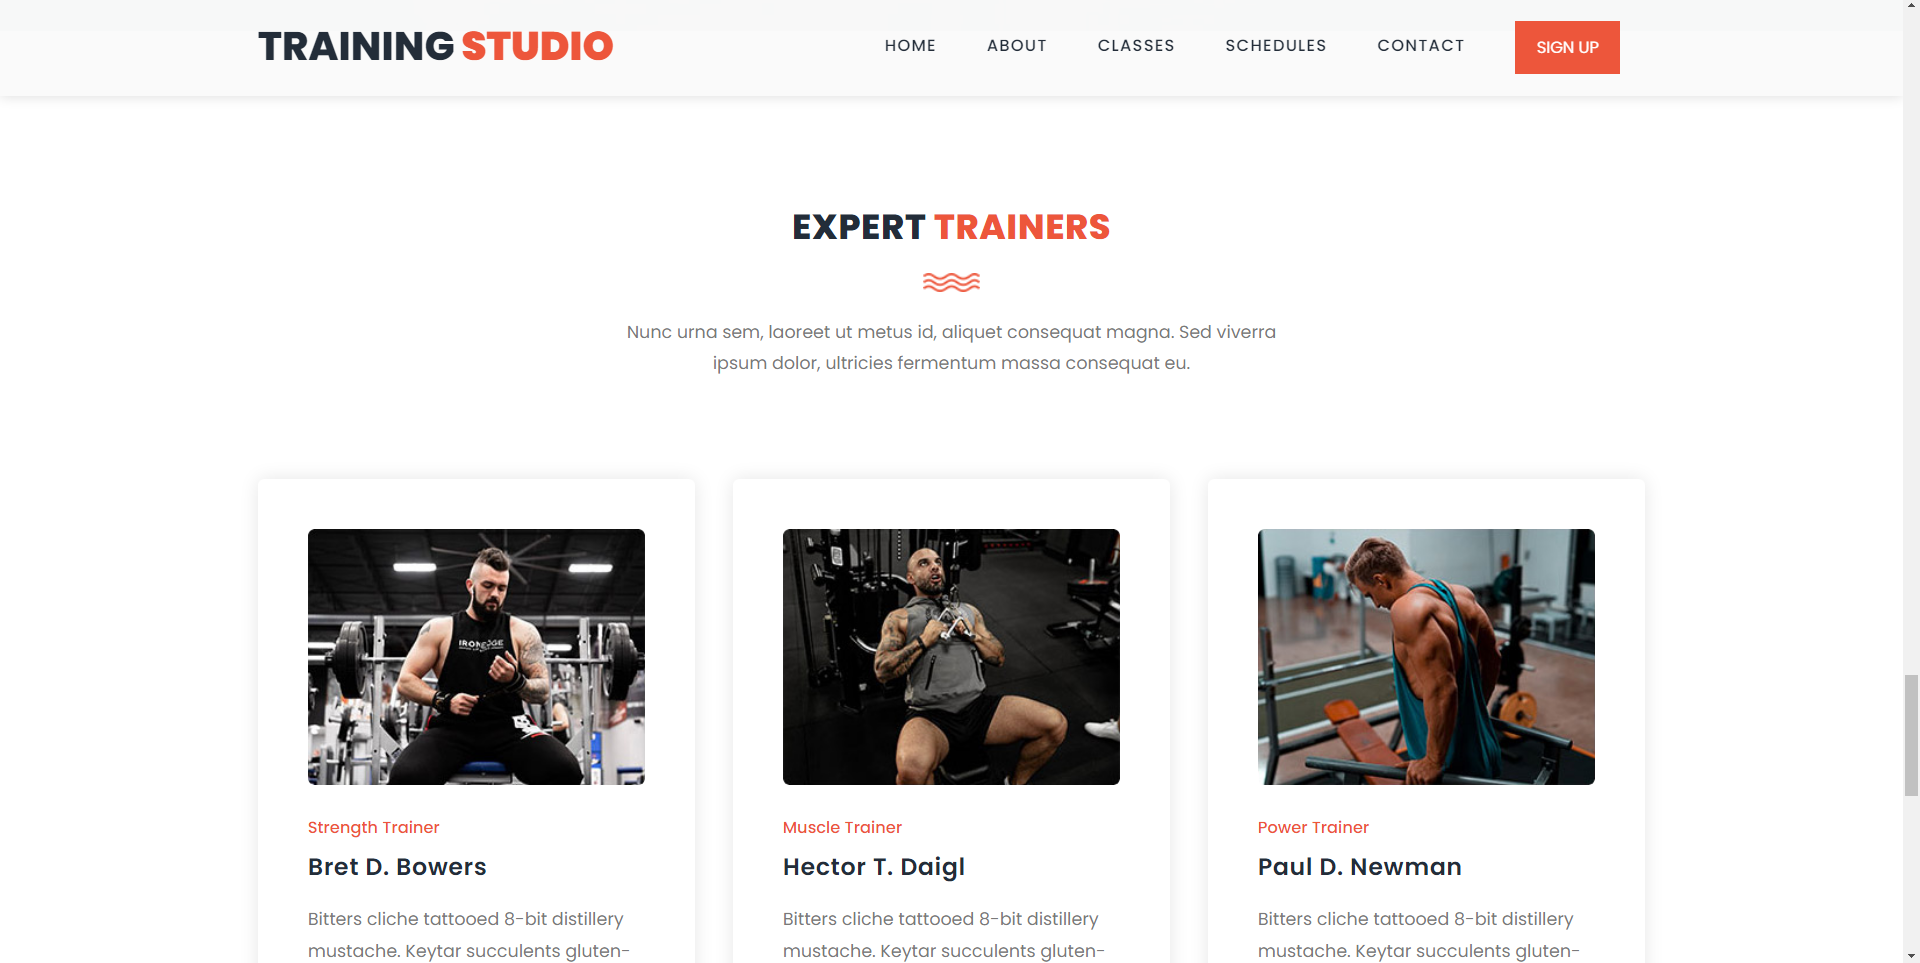 TRAINING STUDIO
HOME ABOUT CLASSES SCHEDULES CONTACT SIGN UP
EXPERT TRAINERS
Nunc urna sem, laoreet ut metus id, aliquet consequat magna. Sed viverra
ipsum dolor, ultricies fermentum massa consequat eu.
Strength Trainer
Bret D. Bowers
Bitters cliche tattooed 8-bit distillery
mustache. Keytar succulents gluten-
Muscle Trainer
Hector T. Daigl
Bitters cliche tattooed 8-bit distillery
mustache. Keytar succulents gluten-
Power Trainer
Paul D. Newman
Bitters cliche tattooed 8-bit distillery
mustache. Keytar succulents gluten-